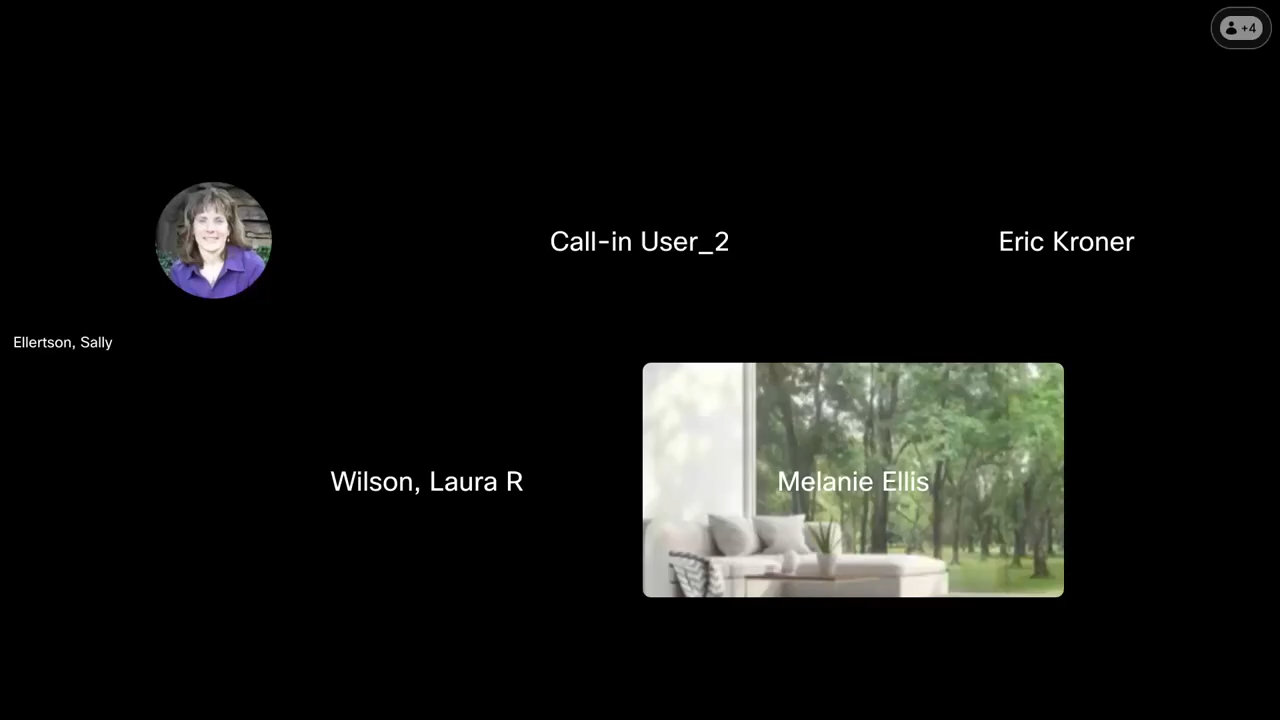 +4
Call-in User_2
Eric Kroner
Ellertson, Sally
Wilson, Laura R
Melanie Ellis